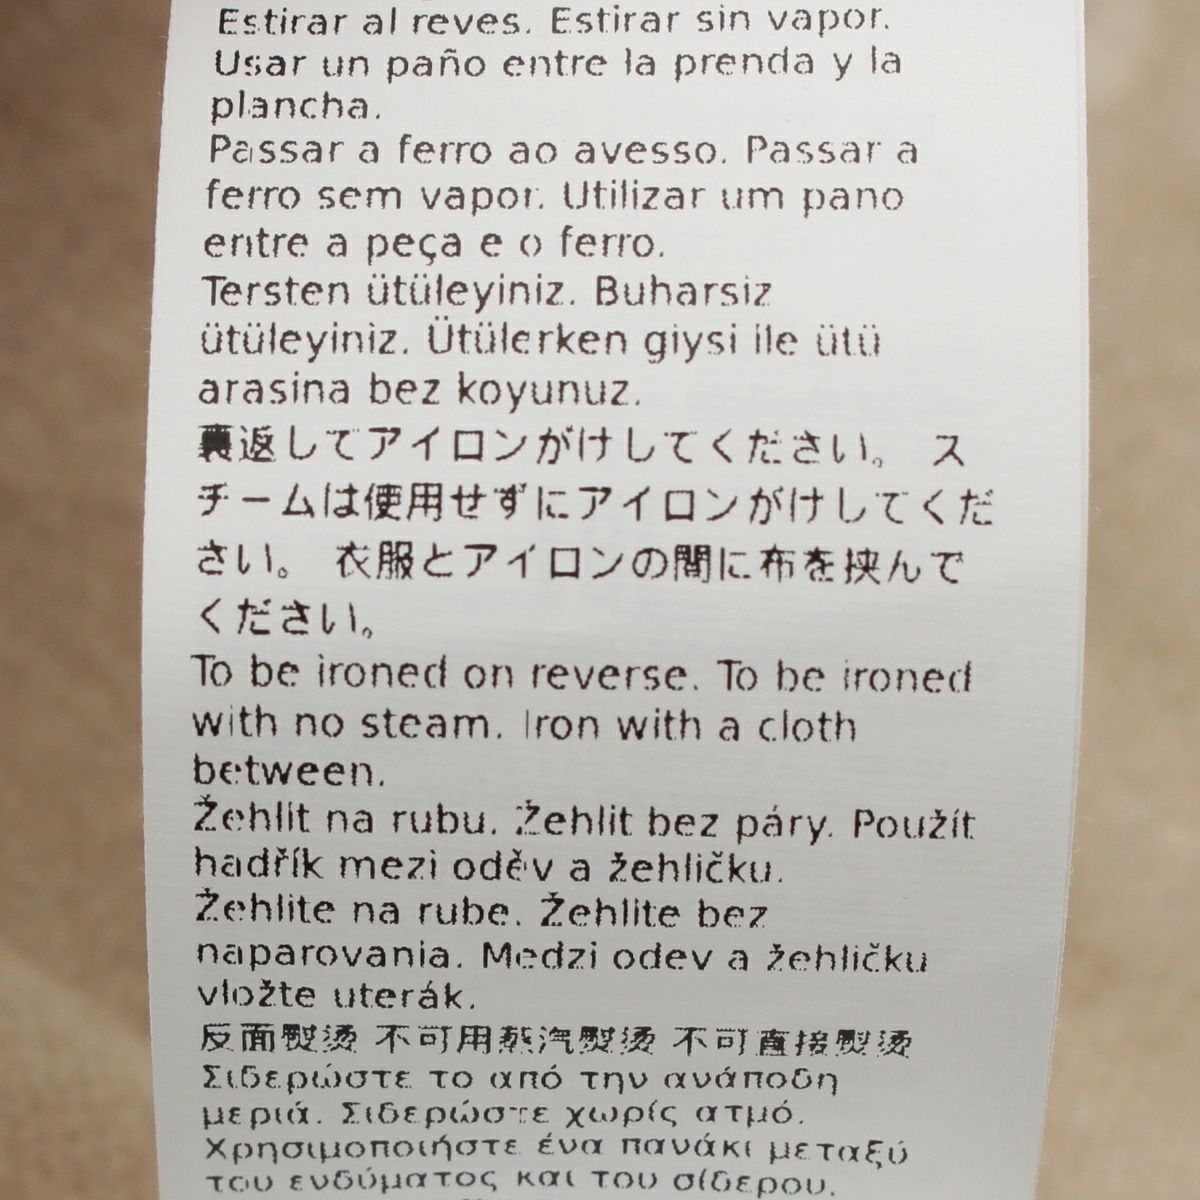 Estirar al reves. Estirar sin vapor.
Usar un paño entre la prenda y la
plancha.
Passar a ferro ao avesso. Passar a
ferro sem vapor. Utilizar um pano
entre a peça e o ferro.
Tersten ütüleyiniz. Buharsiz
ütüleyiniz. Ütülerken giysi ile ütü
arasina bez koyunuz.
裏返してアイロンがけしてください。 ス
チームは使用せずにアイロンがけしてくだ
さい。 衣服とアイロンの間に布を挟んで
ください。
To be ironed on reverse. To be ironed
with no steam. Iron with a cloth
between.
Žehlit na rubu. Žehlit bez páry. Použít
hadřík mezi oděv a žehličku.
Žehlite na rube. Žehlite bez
naparovania. Medzi odev a žehličku
vložte uterák.
反面熨燙 不可用蒸汽熨燙 不可直接熨燙
Σιδερώστε το από την ανάποδη
μεριά. Σιδερώστε χωρίς ατμό.
Χρησιμοποιήστε ένα πανάκι μεταξύ
του ενδύματος και του σίδερου.